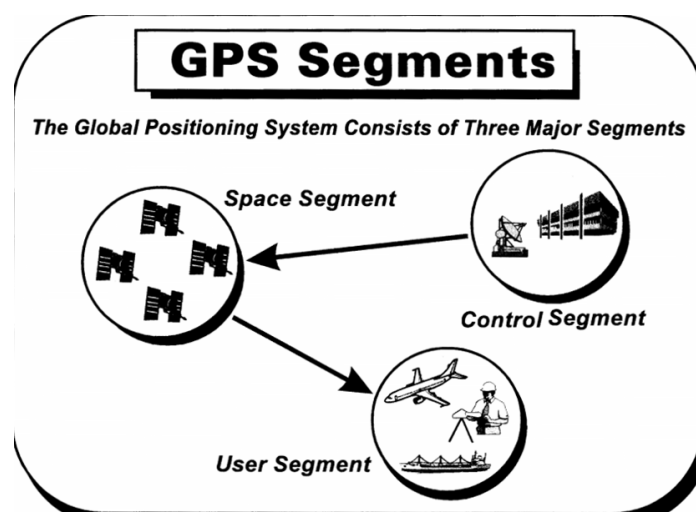 GPS Segments
The Global Positioning System Consists of Three Major Segments
Space Segment
Control Segment
User Segment